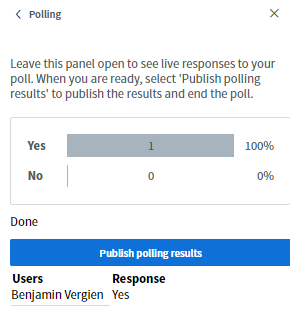 Polling
Leave this panel open to see live responses to your
poll. When you are ready, select 'Publish polling
results' to publish the results and end the poll.
Yes 1 100%
No 0 0%
Done
Publish polling results
Users Response
Benjamin Vergien Yes